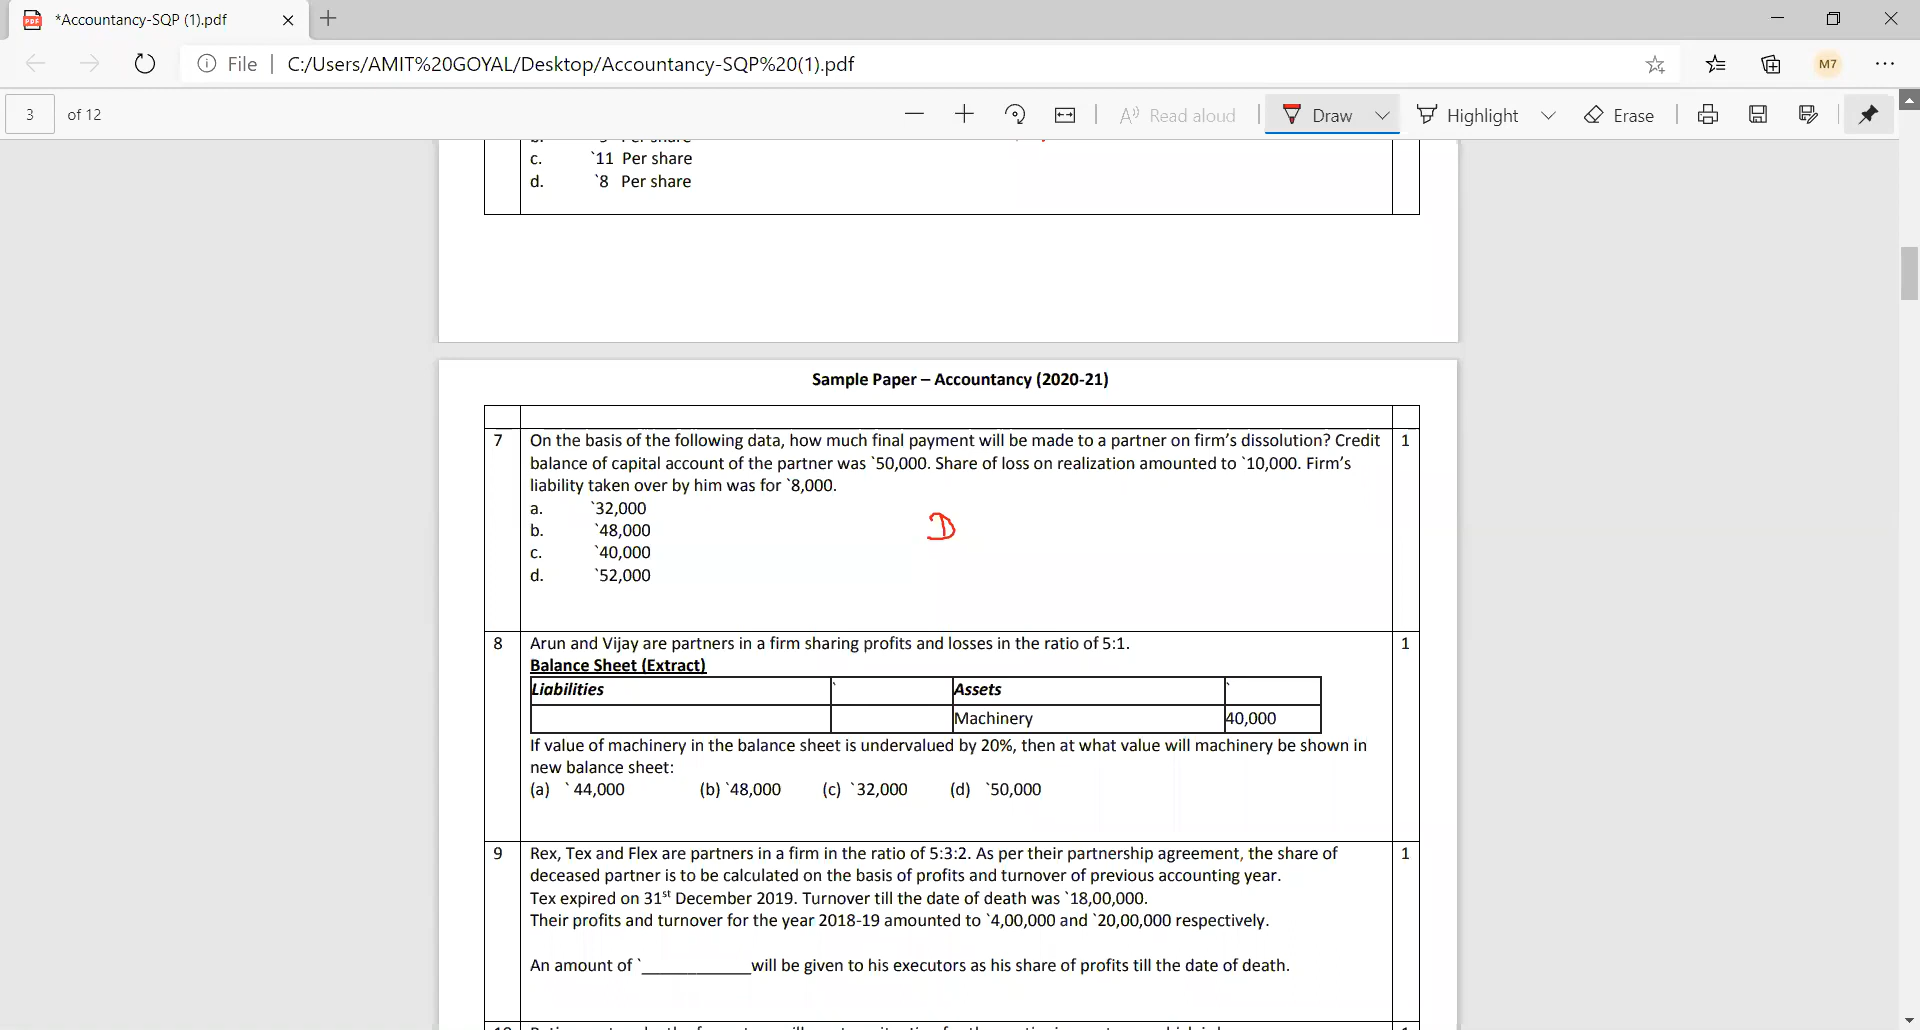 *Accountancy-SQP (1).pdf
File | C:/Users/AMIT%20GOYAL/Desktop/Accountancy-SQP%20(1).pdf
M7
3 of 12
Read aloud
Draw
Highlight
Erase
c. `11 Per share
d. `8 Per share
Sample Paper – Accountancy (2020-21)
7 On the basis of the following data, how much final payment will be made to a partner on firm's dissolution? Credit 1
balance of capital account of the partner was `50,000. Share of loss on realization amounted to `10,000. Firm's
liability taken over by him was for `8,000.
a. `32,000
b. `48,000
c. `40,000
d. `52,000
D
8 Arun and Vijay are partners in a firm sharing profits and losses in the ratio of 5:1. 1
Balance Sheet (Extract)
Liabilities ` Assets `
Machinery 40,000
If value of machinery in the balance sheet is undervalued by 20%, then at what value will machinery be shown in
new balance sheet:
(a) ` 44,000 (b) `48,000 (c) `32,000 (d) `50,000
9 Rex, Tex and Flex are partners in a firm in the ratio of 5:3:2. As per their partnership agreement, the share of 1
deceased partner is to be calculated on the basis of profits and turnover of previous accounting year.
Tex expired on 31st December 2019. Turnover till the date of death was `18,00,000.
Their profits and turnover for the year 2018-19 amounted to `4,00,000 and `20,00,000 respectively.
An amount of `____________will be given to his executors as his share of profits till the date of death.